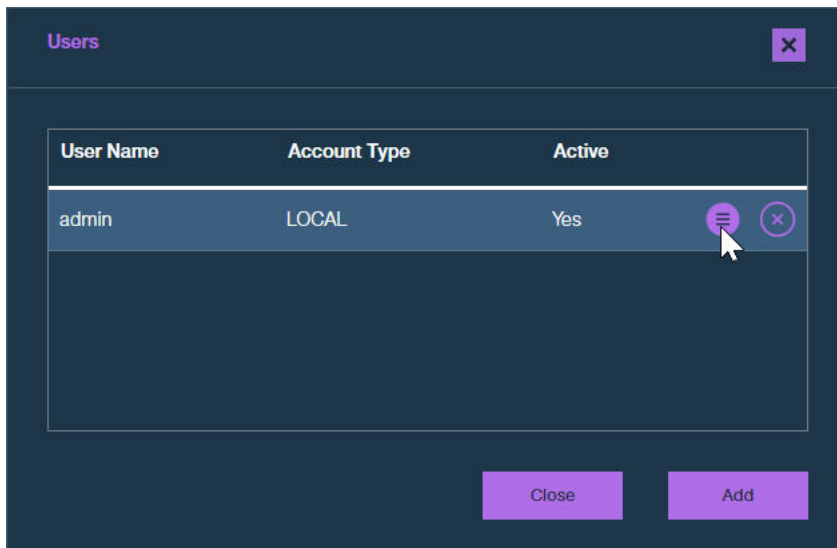 Users
User Name Account Type Active
admin LOCAL Yes
Close Add